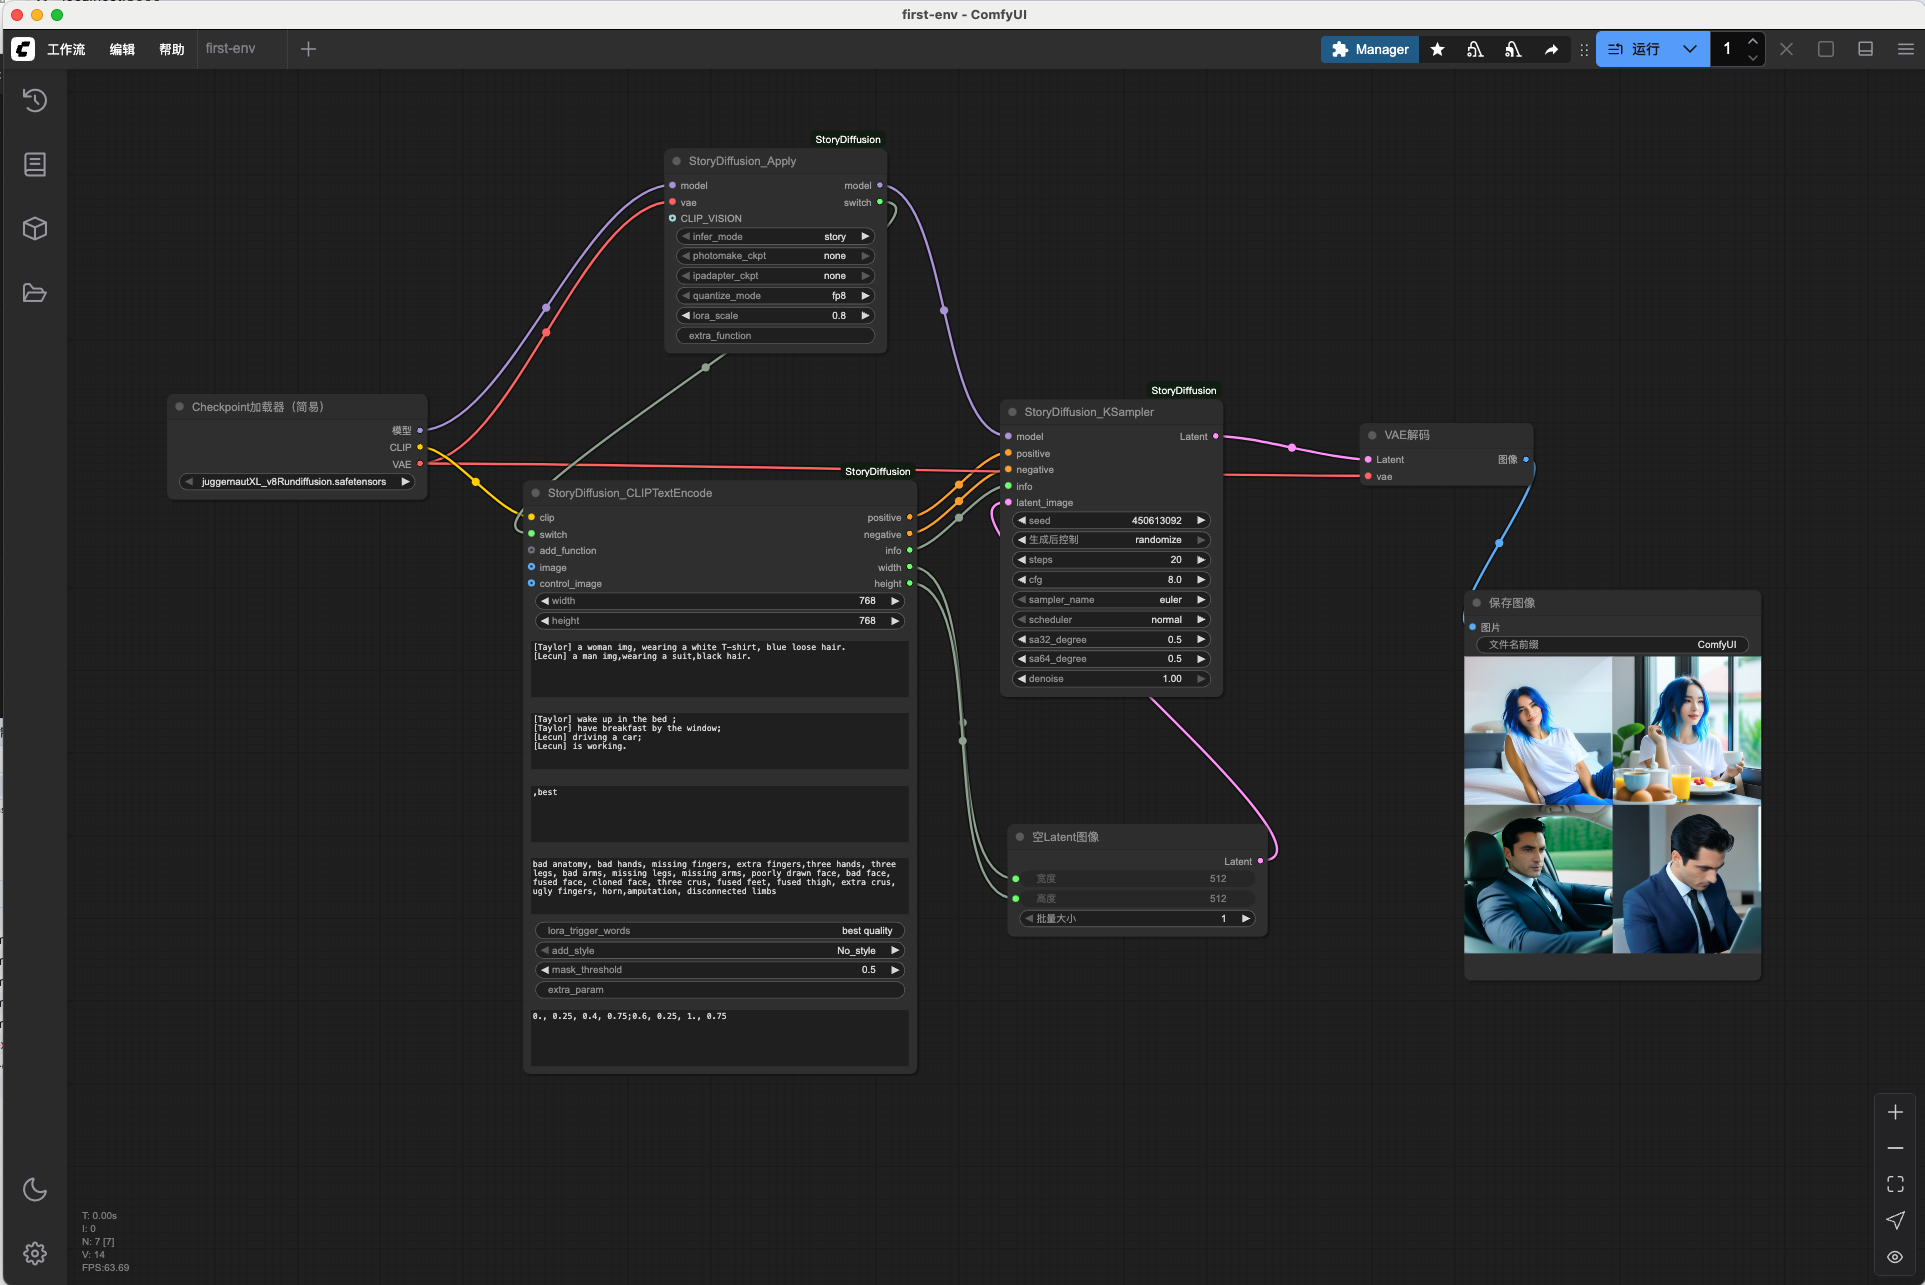 first-env - ComfyUI
工作流 编辑 帮助 first-env
Manager
运行 1
StoryDiffusion
StoryDiffusion_Apply
model model
vae switch
CLIP_VISION
infer_mode story
photomake_ckpt none
ipadapter_ckpt none
quantize_mode fp8
lora_scale 0.8
extra_function
Checkpoint加载器（简易）
模型
CLIP
VAE
juggernautXL_v8Rundiffusion.safetensors
StoryDiffusion
StoryDiffusion_CLIPTextEncode
clip positive
switch negative
add_function info
image width
control_image height
width 768
height 768
[Taylor] a woman img, wearing a white T-shirt, blue loose hair.
[Lecun] a man img,wearing a suit,black hair.
[Taylor] wake up in the bed ;
[Taylor] have breakfast by the window;
[Lecun] driving a car;
[Lecun] is working.
,best
bad anatomy, bad hands, missing fingers, extra fingers,three hands, three
legs, bad arms, missing legs, missing arms, poorly drawn face, bad face,
fused face, cloned face, three crus, fused feet, fused thigh, extra crus,
ugly fingers, horn,amputation, disconnected limbs
lora_trigger_words best quality
add_style No_style
mask_threshold 0.5
extra_param
0., 0.25, 0.4, 0.75;0.6, 0.25, 1., 0.75
StoryDiffusion
StoryDiffusion_KSampler
model Latent
positive
negative
info
latent_image
seed 450613092
生成后控制 randomize
steps 20
cfg 8.0
sampler_name euler
scheduler normal
sa32_degree 0.5
sa64_degree 0.5
denoise 1.00
空Latent图像
Latent
宽度 512
高度 512
批量大小 1
VAE解码
Latent 图像
vae
保存图像
图片
文件名前缀 ComfyUI
T: 0.00s
I: 0
N: 7 [7]
V: 14
FPS:63.69